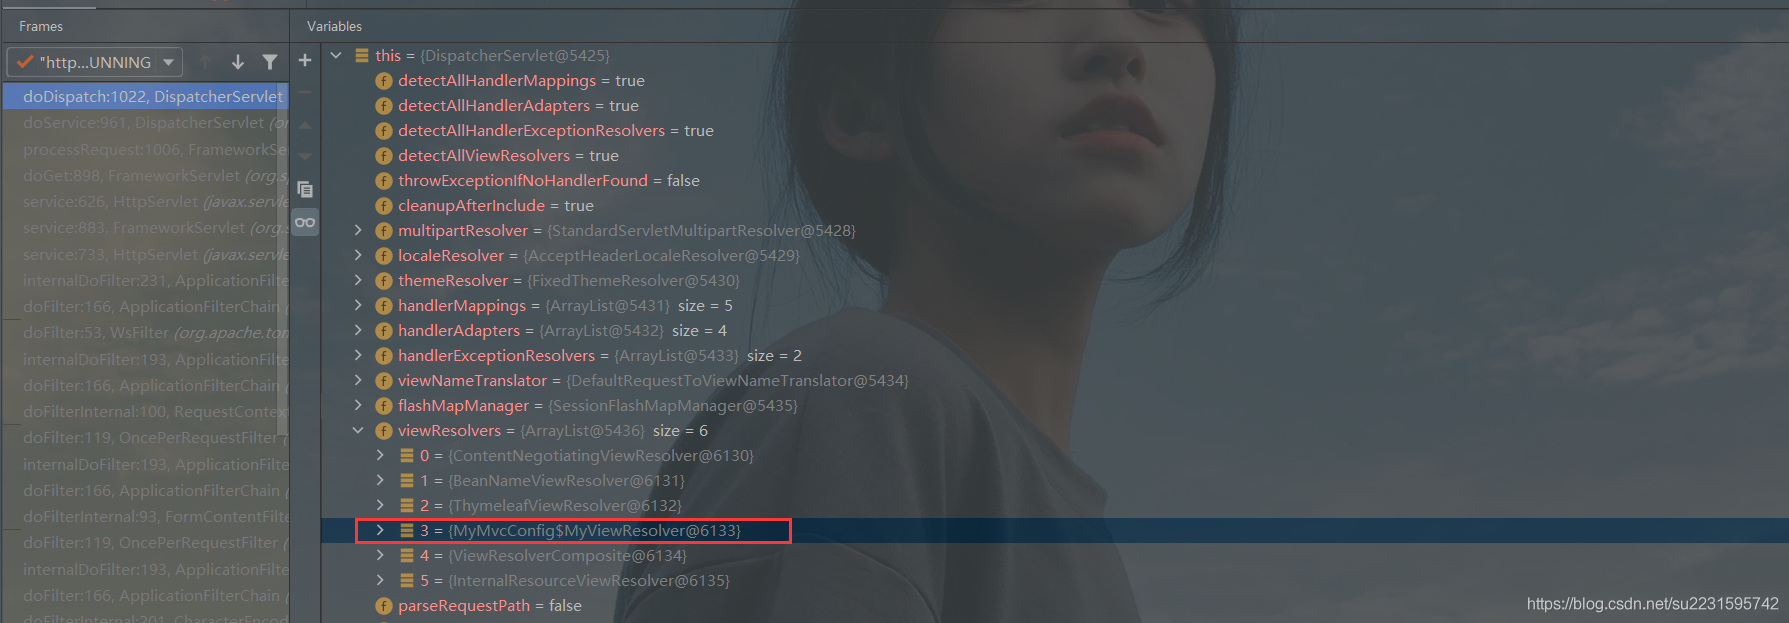 Frames
Variables
"http...UNNING
doDispatch:1022, DispatcherServlet
doService:961, DispatcherServlet (or
processRequest:1006, FrameworkSe
doGet:898, FrameworkServlet (org.s
service:626, HttpServlet (javax.servle
service:883, FrameworkServlet (org.s
service:733, HttpServlet (javax.servle
internalDoFilter:231, ApplicationFilte
doFilter:166, ApplicationFilterChain (
doFilter:53, WsFilter (org.apache.tom
internalDoFilter:193, ApplicationFilte
doFilter:166, ApplicationFilterChain (
doFilterInternal:100, RequestContext
doFilter:119, OncePerRequestFilter (
internalDoFilter:193, ApplicationFilte
doFilter:166, ApplicationFilterChain (
doFilterInternal:93, FormContentFilte
doFilter:119, OncePerRequestFilter (
internalDoFilter:193, ApplicationFilte
doFilter:166, ApplicationFilterChain (
doFilterInternal:201, CharacterEncod
this = {DispatcherServlet@5425}
f detectAllHandlerMappings = true
f detectAllHandlerAdapters = true
f detectAllHandlerExceptionResolvers = true
f detectAllViewResolvers = true
f throwExceptionIfNoHandlerFound = false
f cleanupAfterInclude = true
f multipartResolver = {StandardServletMultipartResolver@5428}
f localeResolver = {AcceptHeaderLocaleResolver@5429}
f themeResolver = {FixedThemeResolver@5430}
f handlerMappings = {ArrayList@5431} size = 5
f handlerAdapters = {ArrayList@5432} size = 4
f handlerExceptionResolvers = {ArrayList@5433} size = 2
f viewNameTranslator = {DefaultRequestToViewNameTranslator@5434}
f flashMapManager = {SessionFlashMapManager@5435}
f viewResolvers = {ArrayList@5436} size = 6
0 = {ContentNegotiatingViewResolver@6130}
1 = {BeanNameViewResolver@6131}
2 = {ThymeleafViewResolver@6132}
3 = {MyMvcConfig$MyViewResolver@6133}
4 = {ViewResolverComposite@6134}
5 = {InternalResourceViewResolver@6135}
f parseRequestPath = false
https://blog.csdn.net/su2231595742